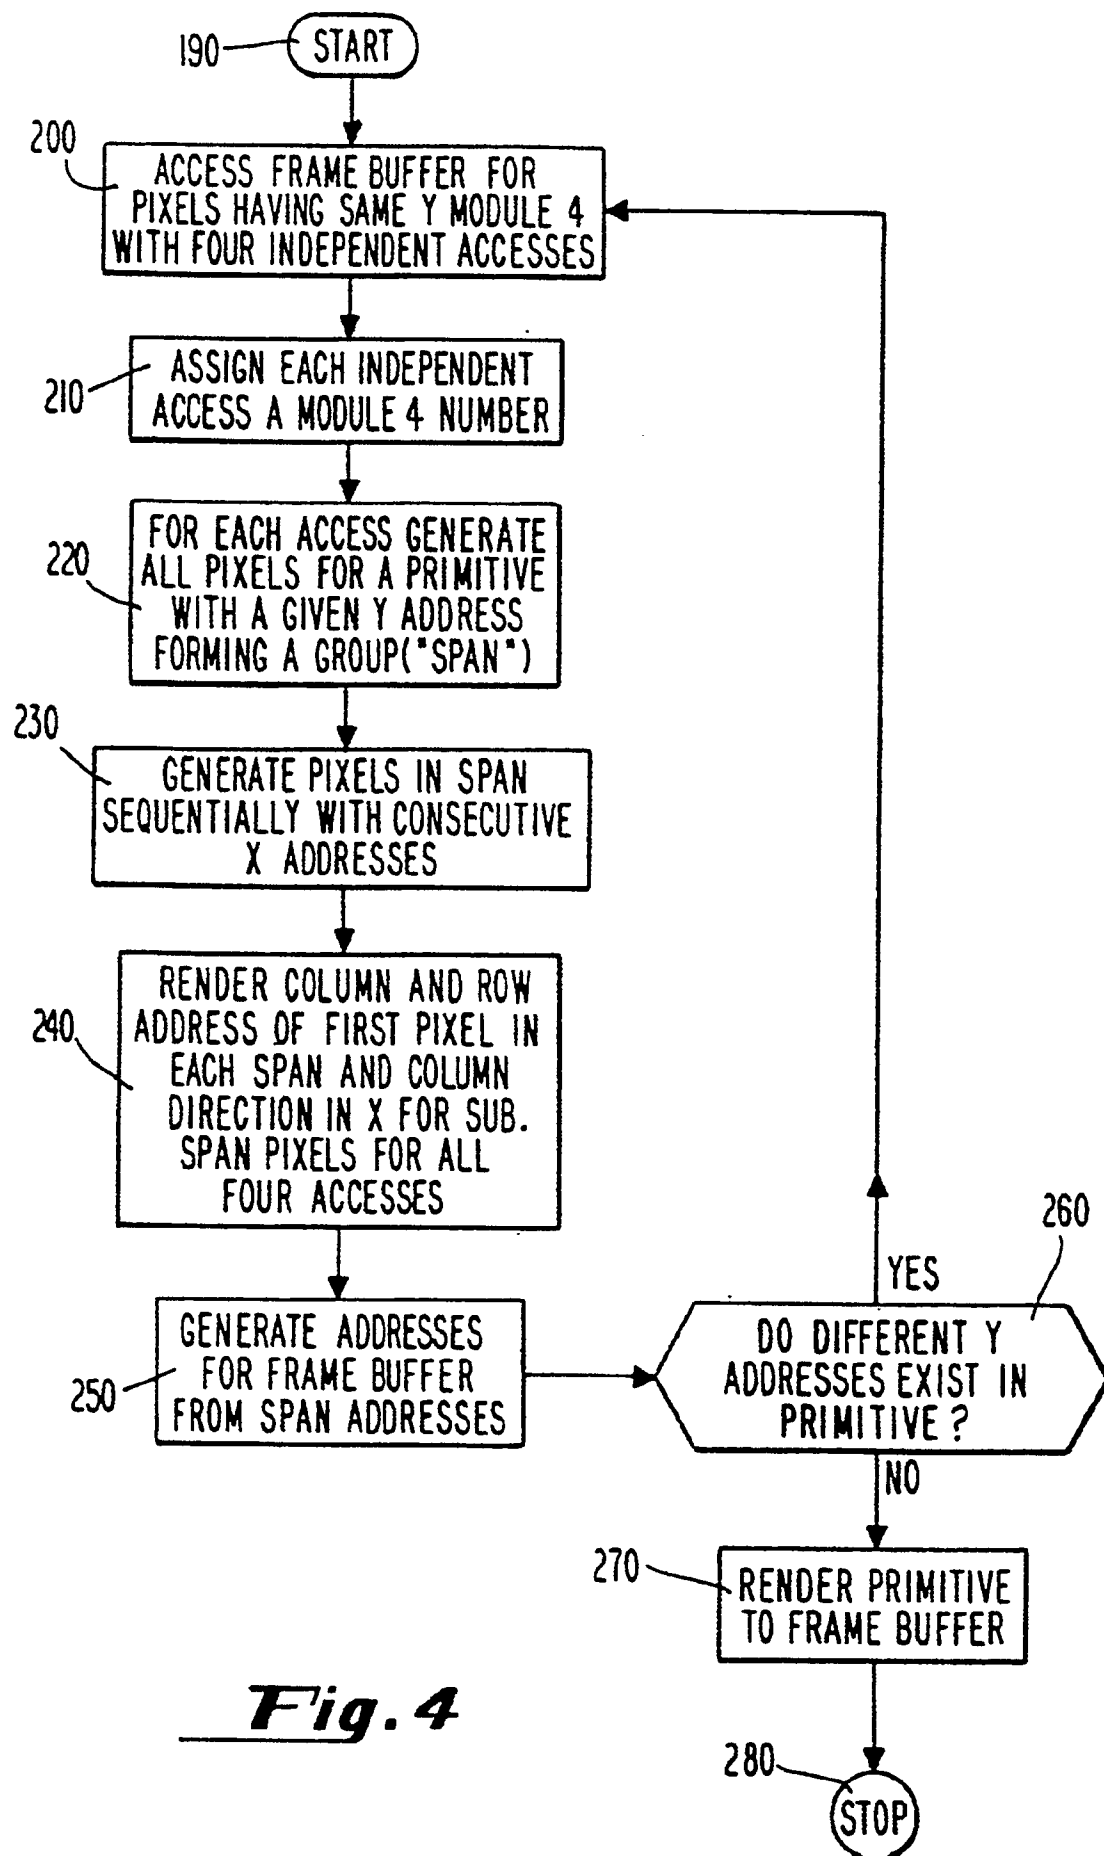 190
START
200
ACCESS FRAME BUFFER FOR
PIXELS HAVING SAME Y MODULE 4
WITH FOUR INDEPENDENT ACCESSES
210
ASSIGN EACH INDEPENDENT
ACCESS A MODULE 4 NUMBER
220
FOR EACH ACCESS GENERATE
ALL PIXELS FOR A PRIMITIVE
WITH A GIVEN Y ADDRESS
FORMING A GROUP("SPAN")
230
GENERATE PIXELS IN SPAN
SEQUENTIALLY WITH CONSECUTIVE
X ADDRESSES
240
RENDER COLUMN AND ROW
ADDRESS OF FIRST PIXEL IN
EACH SPAN AND COLUMN
DIRECTION IN X FOR SUB.
SPAN PIXELS FOR ALL
FOUR ACCESSES
250
GENERATE ADDRESSES
FOR FRAME BUFFER
FROM SPAN ADDRESSES
260
YES
DO DIFFERENT Y
ADDRESSES EXIST IN
PRIMITIVE ?
NO
270
RENDER PRIMITIVE
TO FRAME BUFFER
280
STOP
Fig. 4